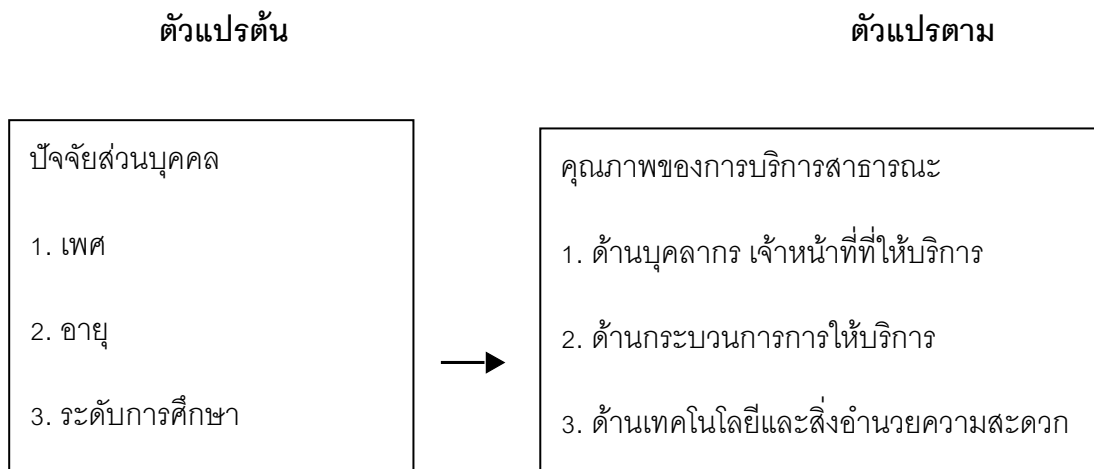 ตัวแปรต้น
ตัวแปรตาม
ปัจจัยส่วนบุคคล
1. เพศ
2. อายุ
3. ระดับการศึกษา
คุณภาพของการบริการสาธารณะ
1. ด้านบุคลากร เจ้าหน้าที่ที่ให้บริการ
2. ด้านกระบวนการการให้บริการ
3. ด้านเทคโนโลยีและสิ่งอำนวยความสะดวก